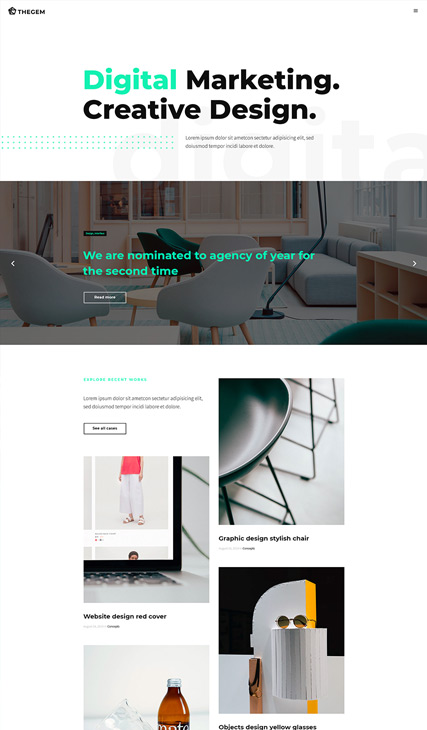 THEGEM
Digital Marketing.
Creative Design.
digita
Lorem ipsum dolor sit ametcon sectetur adipisicing elit, sed
doiusmod tempor incidi labore et dolore.
We are nominated to agency of year for
the second time
Read more
EXPLORE RECENT WORKS
Lorem ipsum dolor sit ametcon sectetur adipisicing elit,
sed doiusmod tempor incidi labore et dolore.
See all cases
Graphic design stylish chair
Concepts
Website design red cover
Concepts
Objects design yellow glasses